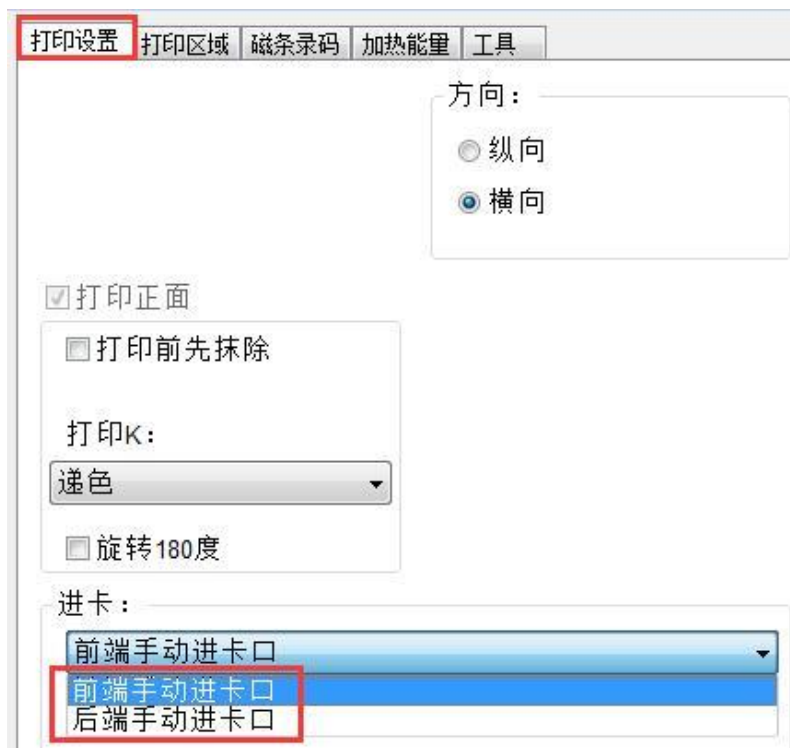 打印设置 打印区域 磁条录码 加热能量 工具
方向：
纵向
横向
打印正面
打印前先抹除
打印K：
递色
旋转180度
进卡：
前端手动进卡口
前端手动进卡口
后端手动进卡口